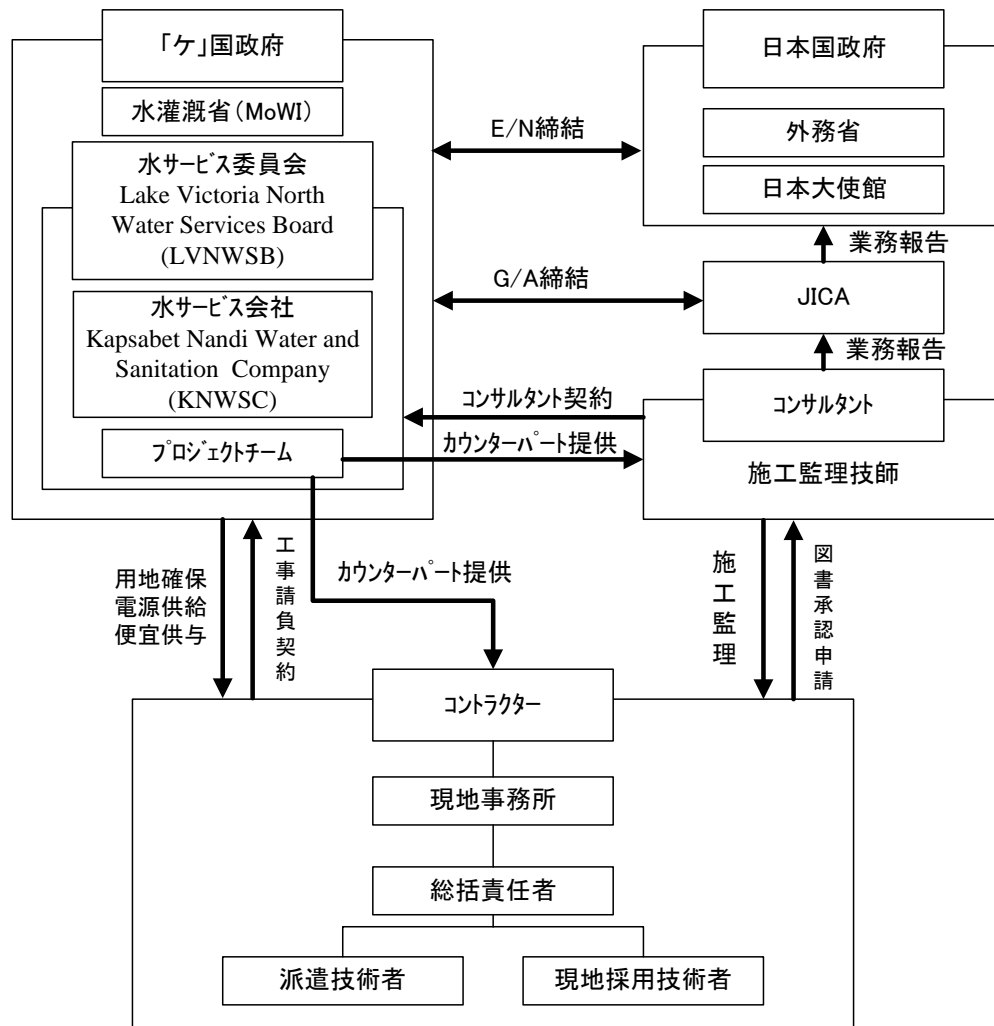 「ケ」国政府
水灌漑省(MoWI)
水サービス委員会
Lake Victoria North
Water Services Board
(LVNWSB)
水サービス会社
Kapsabet Nandi Water and
Sanitation Company
(KNWSC)
プロジェクトチーム
E/N締結
G/A締結
コンサルタント契約
カウンターパート提供
日本国政府
外務省
日本大使館
業務報告
JICA
業務報告
コンサルタント
施工監理技師
用地確保
電源供給
便宜供与
工事請負契約
カウンターパート提供
施工監理
図書承認申請
コントラクター
現地事務所
総括責任者
派遣技術者
現地採用技術者